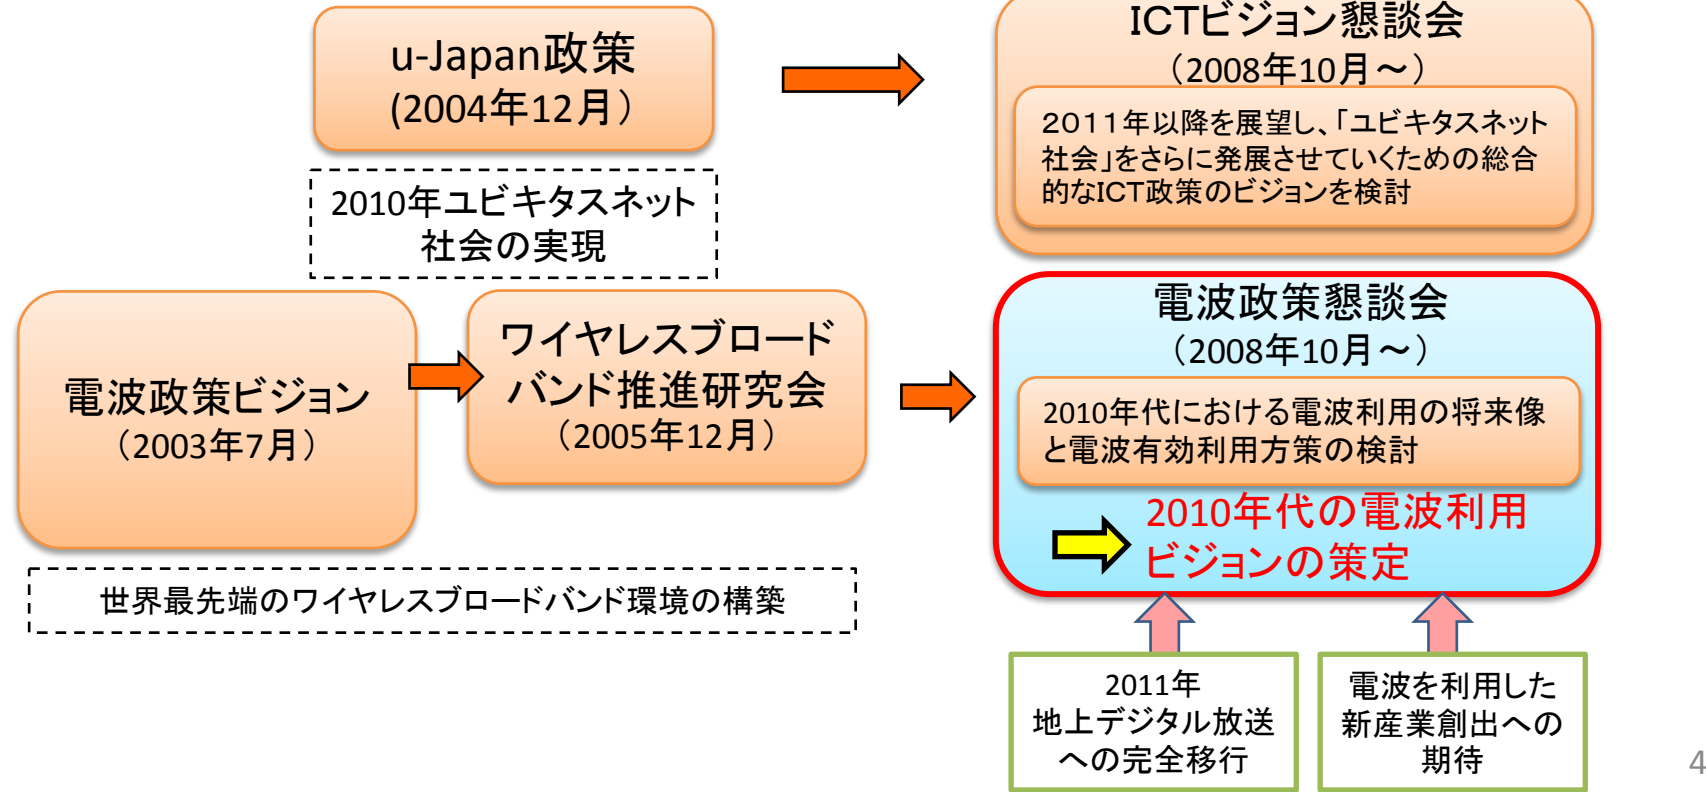 u-Japan政策
(2004年12月）
2010年ユビキタスネット
社会の実現
ICTビジョン懇談会
（2008年10月～）
２０１１年以降を展望し、「ユビキタスネット
社会」をさらに発展させていくための総合
的なICT政策のビジョンを検討
電波政策ビジョン
（2003年7月）
ワイヤレスブロード
バンド推進研究会
（2005年12月）
世界最先端のワイヤレスブロードバンド環境の構築
電波政策懇談会
（2008年10月～）
2010年代における電波利用の将来像
と電波有効利用方策の検討
2010年代の電波利用
ビジョンの策定
2011年
地上デジタル放送
への完全移行
電波を利用した
新産業創出への
期待
4